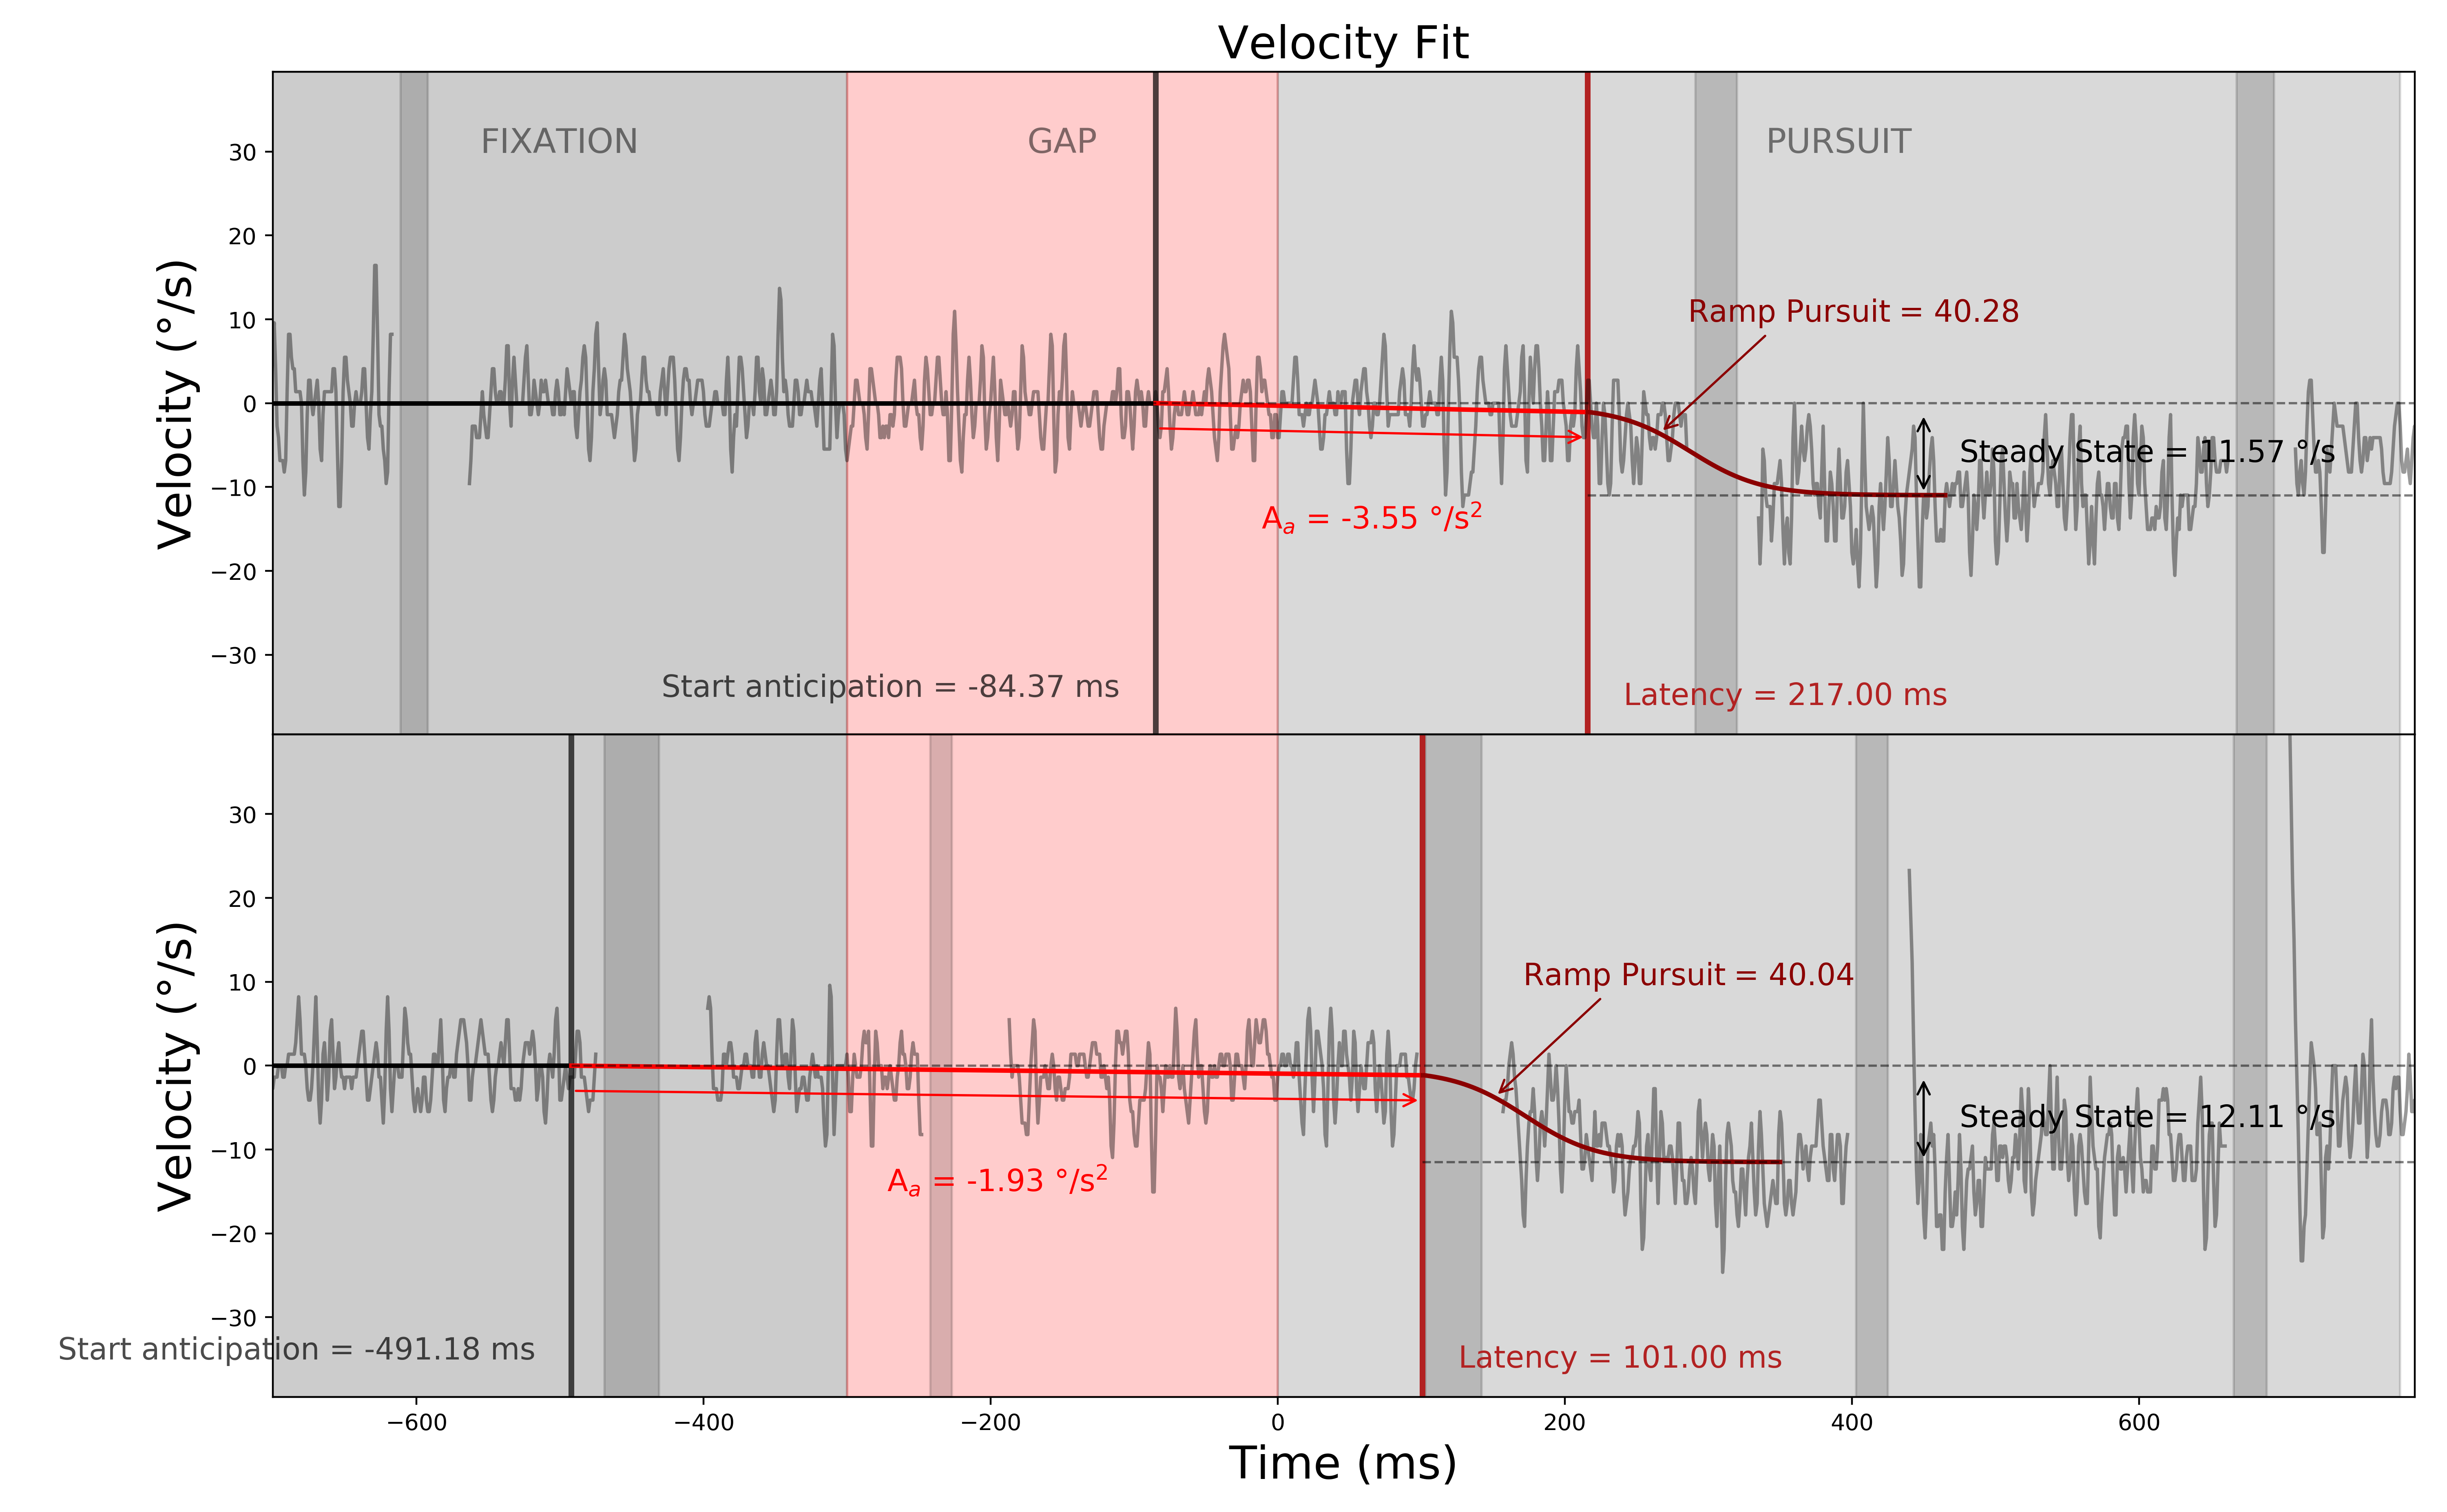 Velocity Fit
FIXATION
GAP
PURSUIT
Velocity (°/s)
30
20
10
0
−10
−20
−30
Ramp Pursuit = 40.28
Steady State = 11.57 °/s
Aₐ = -3.55 °/s²
Start anticipation = -84.37 ms
Latency = 217.00 ms
Velocity (°/s)
30
20
10
0
−10
−20
−30
Ramp Pursuit = 40.04
Steady State = 12.11 °/s
Aₐ = -1.93 °/s²
Start anticipation = -491.18 ms
Latency = 101.00 ms
−600 −400 −200 0 200 400 600
Time (ms)